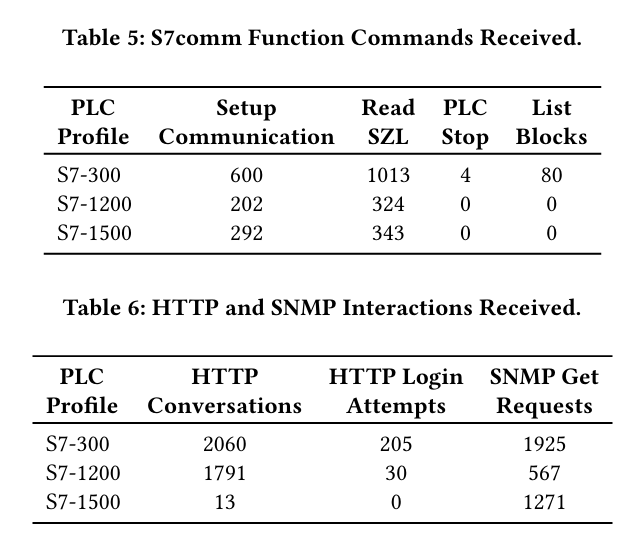 Table 5: S7comm Function Commands Received.
PLC Setup Read PLC List
Profile Communication SZL Stop Blocks
S7-300 600 1013 4 80
S7-1200 202 324 0 0
S7-1500 292 343 0 0
Table 6: HTTP and SNMP Interactions Received.
PLC HTTP HTTP Login SNMP Get
Profile Conversations Attempts Requests
S7-300 2060 205 1925
S7-1200 1791 30 567
S7-1500 13 0 1271